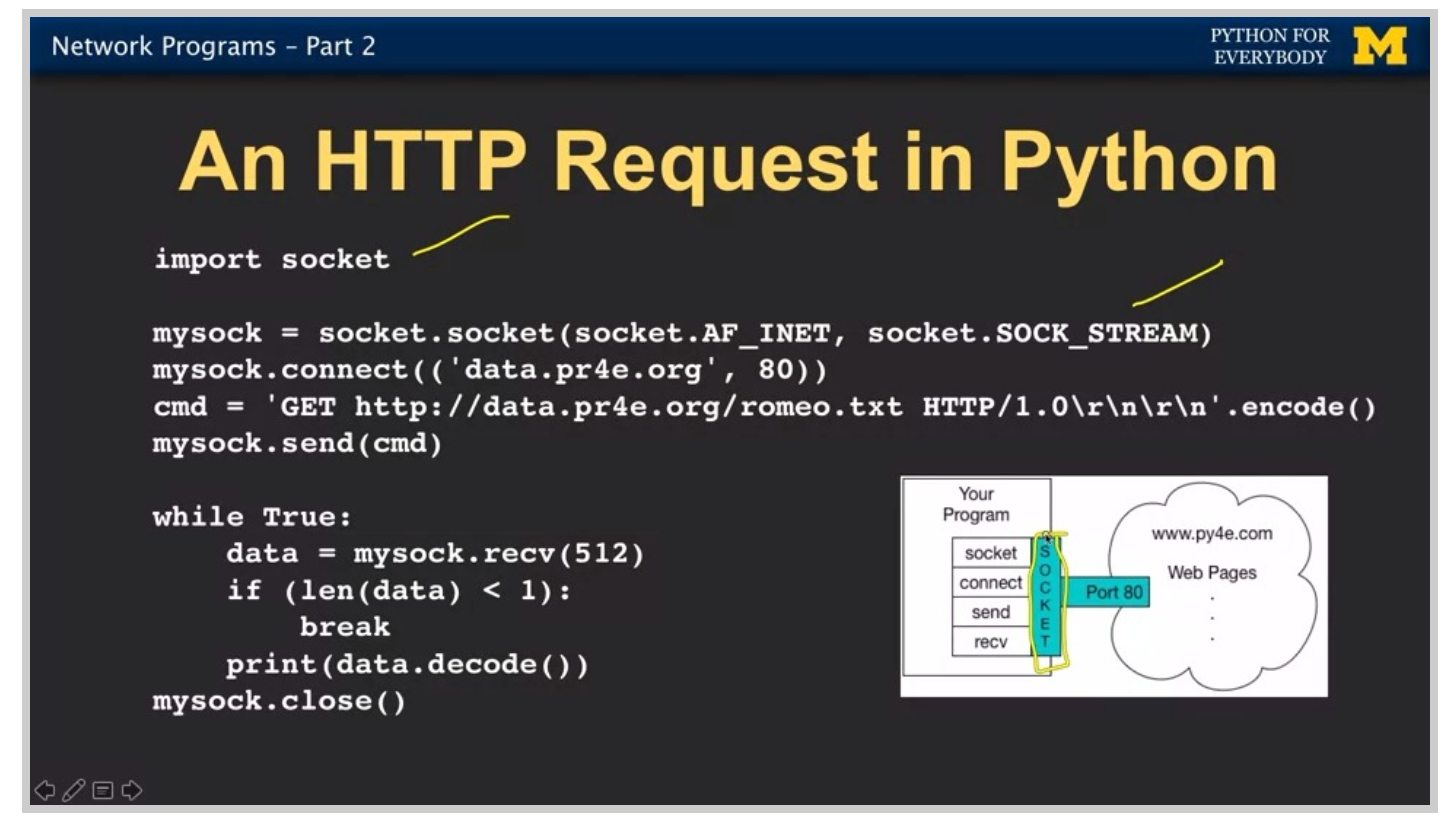 Network Programs – Part 2
PYTHON FOR
EVERYBODY
M
An HTTP Request in Python
import socket
mysock = socket.socket(socket.AF_INET, socket.SOCK_STREAM)
mysock.connect(('data.pr4e.org', 80))
cmd = 'GET http://data.pr4e.org/romeo.txt HTTP/1.0\r\n\r\n'.encode()
mysock.send(cmd)
while True:
    data = mysock.recv(512)
    if (len(data) < 1):
        break
    print(data.decode())
mysock.close()
Your
Program
socket
connect
send
recv
SOCKET
Port 80
www.py4e.com
Web Pages
.
.
.